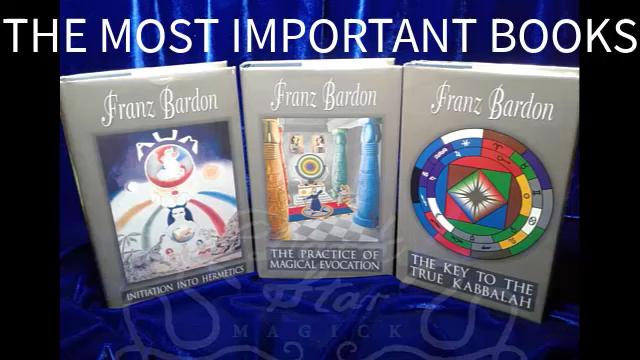 THE MOST IMPORTANT BOOKS
Franz Bardon
INITIATION INTO HERMETICS
Franz Bardon
THE PRACTICE OF
MAGICAL EVOCATION
Franz Bardon
THE KEY TO THE
TRUE KABBALAH
Star
MAGICK